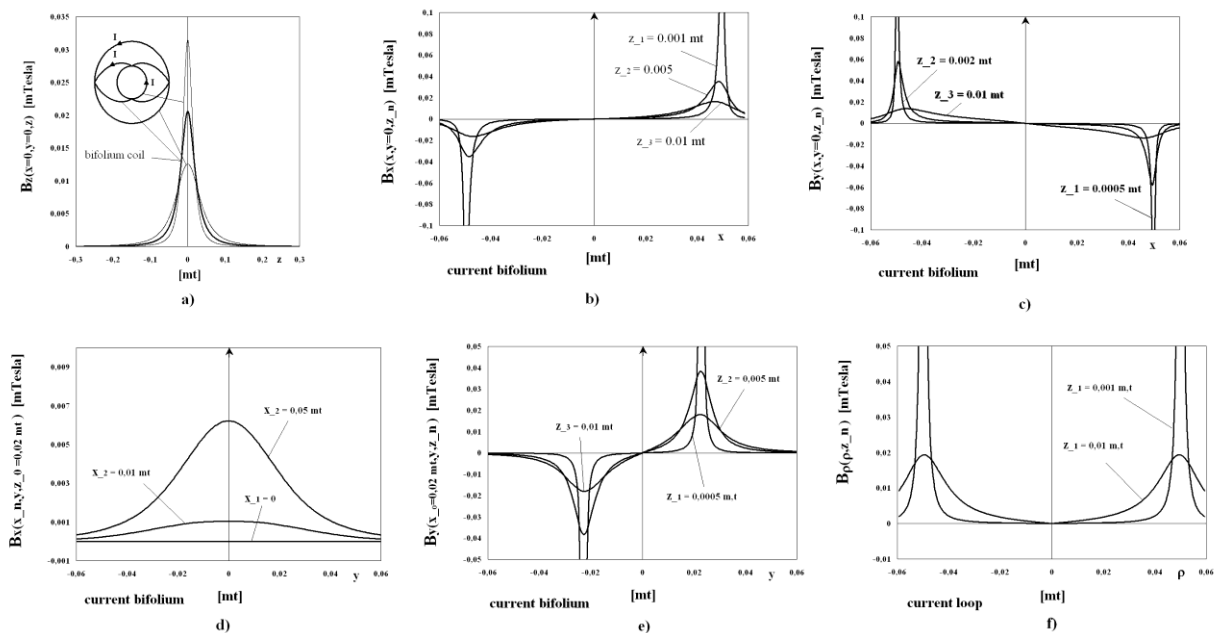 0,035
0,03
0,025
0,02
0,015
0,01
0,005
0
Bz(x=0,y=0,z) [mTesla]
I
I
I
bifolium coil
-0.3 -0.2 -0.1 0 0.1 0.2 z 0.3
[mt]
a)
0.1
0,08
0,06
0,04
0,02
0
-0,02
-0,04
-0,06
-0,08
-0.1
Bx(x,y=0,z_n) [mTesla]
z_1 = 0.001 mt
z_2 = 0.005
z_3 = 0.01 mt
-0.06 -0.04 -0.02 0 0.02 0.04 x 0.06
[mt]
current bifolium
b)
0.1
0,08
0,06
0,04
0,02
0
-0,02
-0,04
-0,06
-0,08
-0.1
By(x,y=0,z_n) [mTesla]
z_2 = 0.002 mt
z_3 = 0.01 mt
z_1 = 0.0005 mt
-0.06 -0.04 -0.02 0 0.02 0.04 x 0.06
[mt]
current bifolium
c)
0,009
0,007
0,005
0,003
0,001
-0,001
Bx(x_n,y,z_0 =0,02 mt) [mTesla]
X_2 = 0,05 mt
X_2 = 0,01 mt
X_1 = 0
-0,06 -0,04 -0,02 0 0,02 0,04 y 0,06
[mt]
current bifolium
d)
0,05
0,04
0,03
0,02
0,01
0
-0,01
-0,02
-0,03
-0,04
-0,05
By(x_0=0,02 mt,y,z_n) [mTesla]
Z_2 = 0,005 mt
Z_3 = 0,01 mt
Z_1 = 0,0005 m.t
-0,06 -0,04 -0,02 0 0,02 0,04 y 0,06
[mt]
current bifolium
e)
0,05
0,04
0,03
0,02
0,01
0
-0,01
Bρ(ρ,z_n) [mTesla]
Z_1 = 0,001 m.t
Z_1 = 0,01 m.t
-0,06 -0,04 -0,02 0 0,02 0,04 ρ 0,06
[mt]
current loop
f)